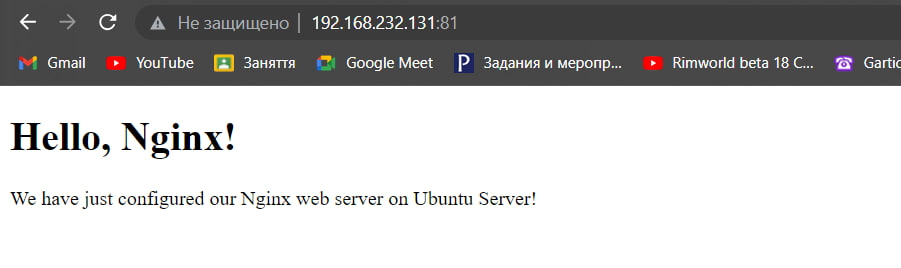 Не защищено | 192.168.232.131:81
Gmail YouTube Заняття Google Meet P Задания и меропр... Rimworld beta 18 C... Gartic
Hello, Nginx!
We have just configured our Nginx web server on Ubuntu Server!